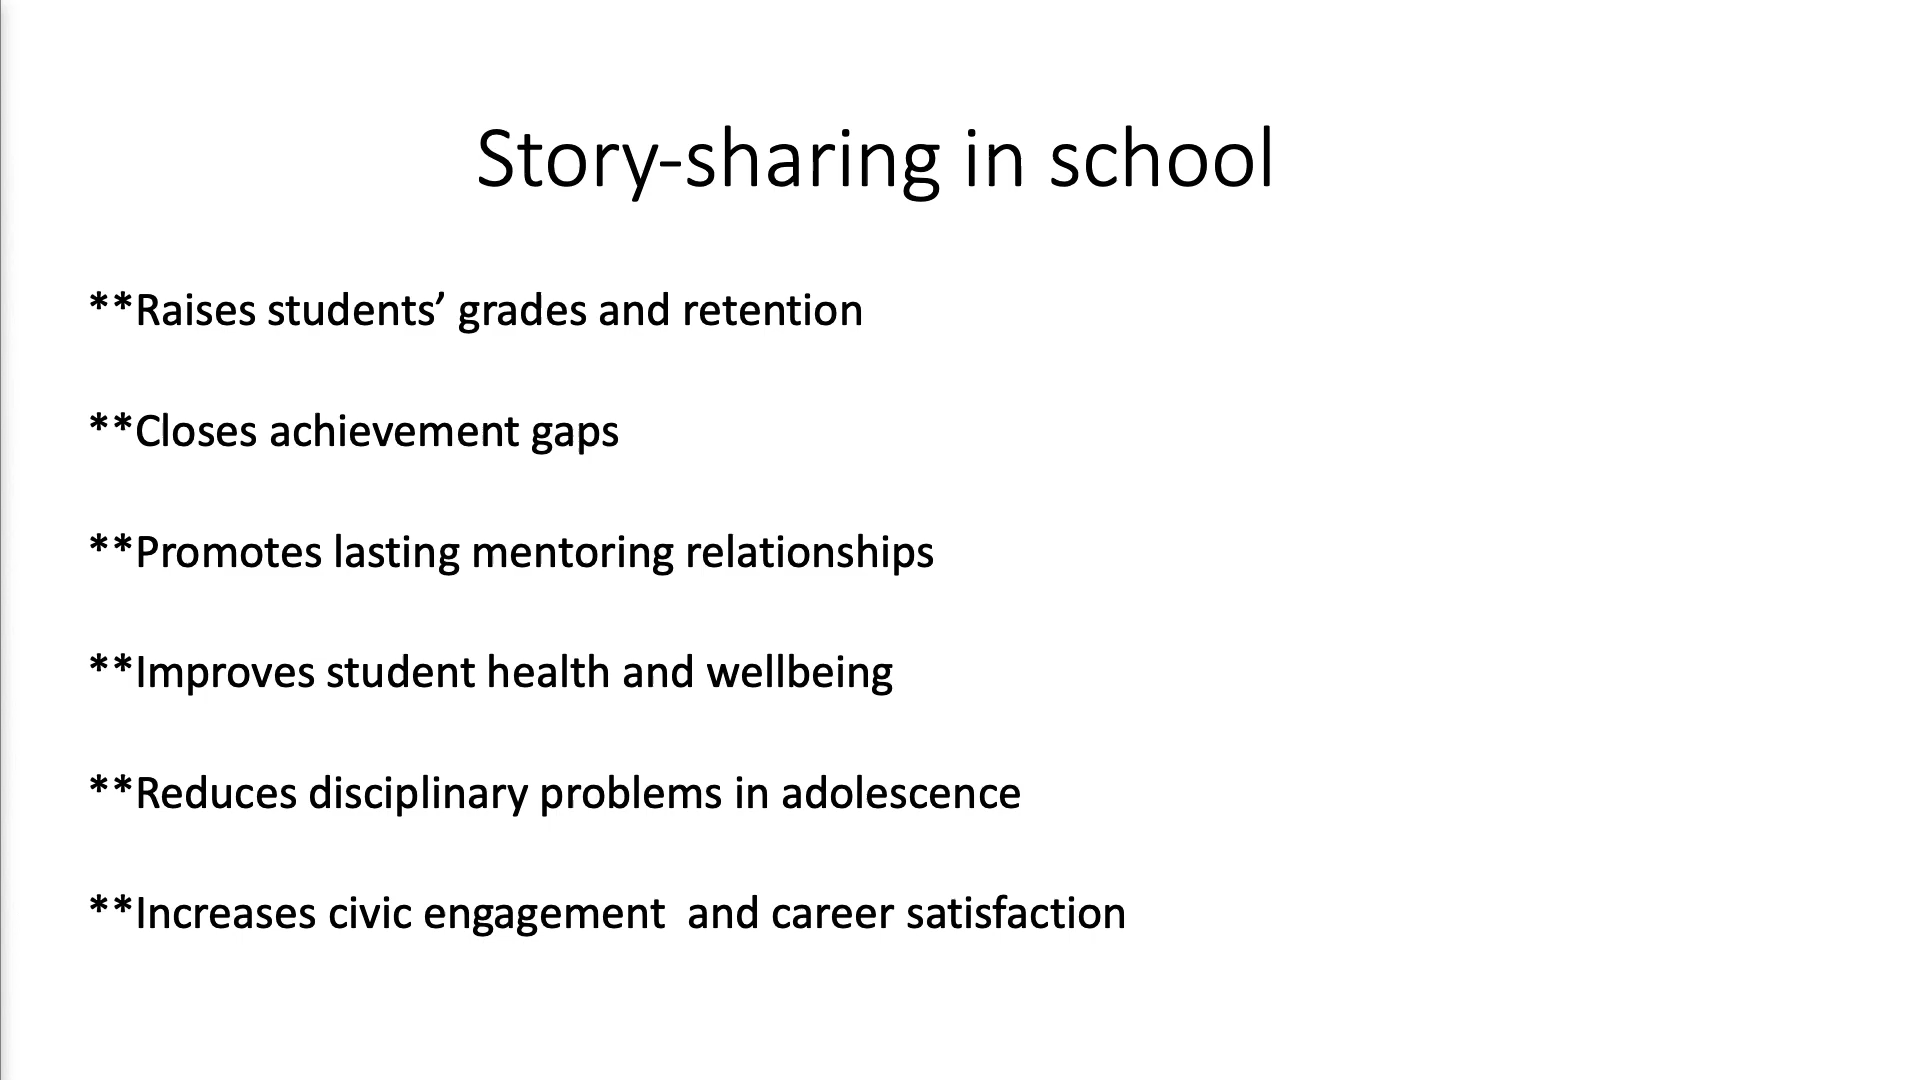 Story-sharing in school
**Raises students’ grades and retention
**Closes achievement gaps
**Promotes lasting mentoring relationships
**Improves student health and wellbeing
**Reduces disciplinary problems in adolescence
**Increases civic engagement  and career satisfaction